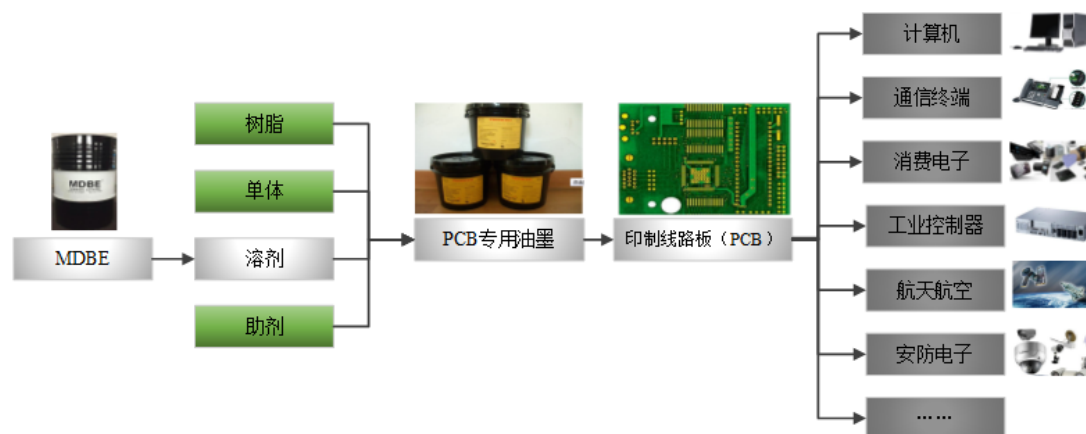 计算机
通信终端
消费电子
工业控制器
航天航空
安防电子
……
树脂
单体
溶剂
助剂
MDBE
MDBE
PCB专用油墨
印制线路板（PCB）